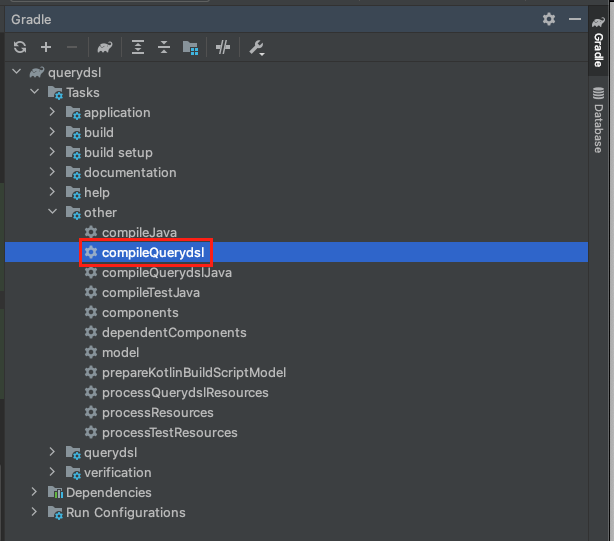 Gradle
querydsl
Tasks
application
build
build setup
documentation
help
other
compileJava
compileQuerydsl
compileQuerydslJava
compileTestJava
components
dependentComponents
model
prepareKotlinBuildScriptModel
processQuerydslResources
processResources
processTestResources
querydsl
verification
Dependencies
Run Configurations
Gradle
Database